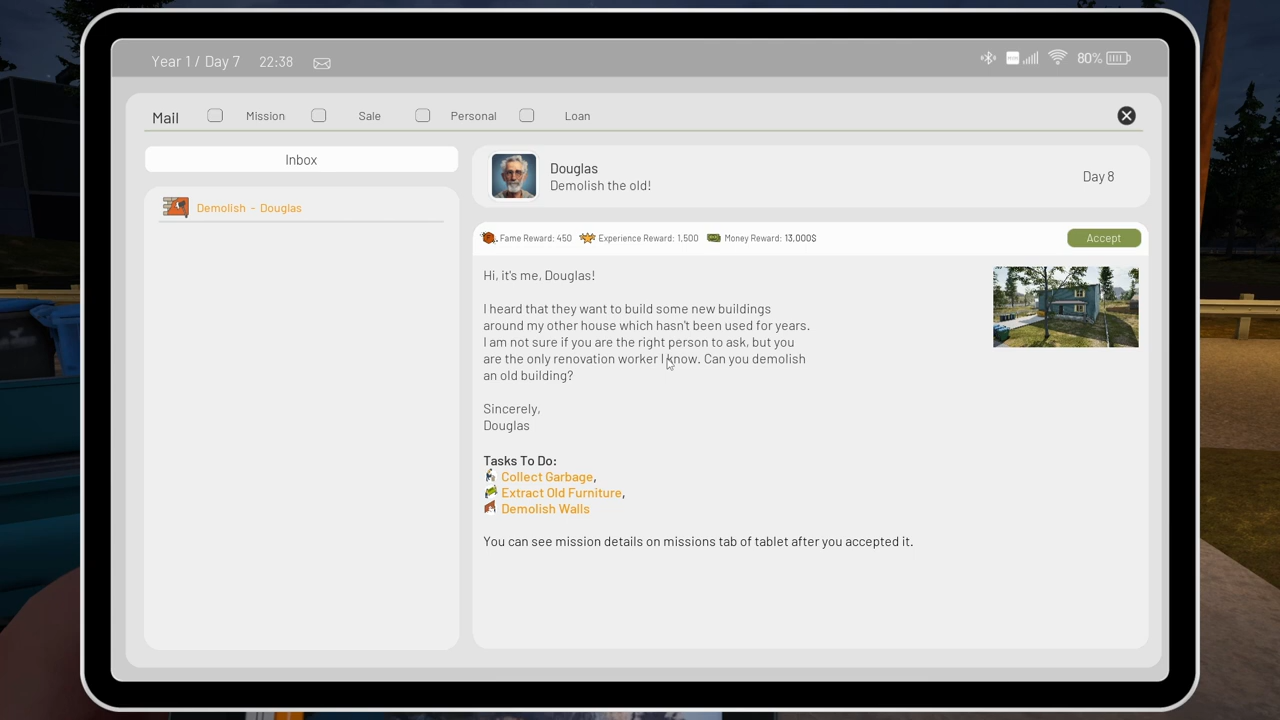 Year 1 / Day 7 22:38 80%
Mail Mission Sale Personal Loan
Inbox
Demolish - Douglas
Douglas
Demolish the old!
Day 8
Fame Reward: 450 Experience Reward: 1,500 Money Reward: 13,000$ Accept
Hi, it's me, Douglas!
I heard that they want to build some new buildings
around my other house which hasn't been used for years.
I am not sure if you are the right person to ask, but you
are the only renovation worker I know. Can you demolish
an old building?
Sincerely,
Douglas
Tasks To Do:
Collect Garbage,
Extract Old Furniture,
Demolish Walls
You can see mission details on missions tab of tablet after you accepted it.